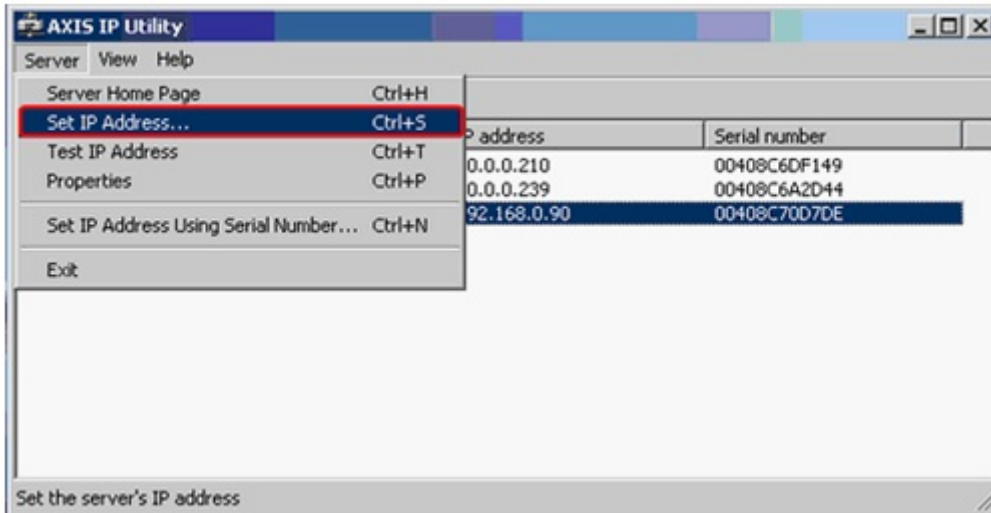 AXIS IP Utility
Server View Help
Server Home Page Ctrl+H
Set IP Address... Ctrl+S
Test IP Address Ctrl+T
Properties Ctrl+P
Set IP Address Using Serial Number... Ctrl+N
Exit
P address Serial number
0.0.0.210 00408C6DF149
0.0.0.239 00408C6A2D44
92.168.0.90 00408C70D7DE
Set the server's IP address